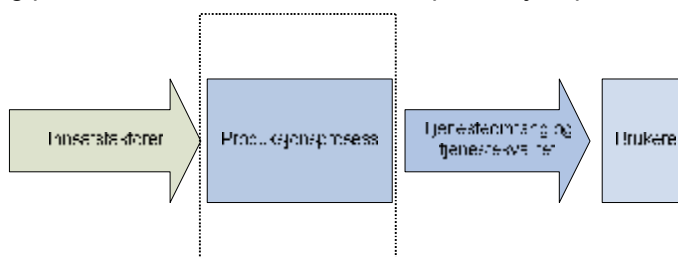 Innsatsfaktorer
Produksjonsprosess
Tjenesteomfang og
tjenestekvalitet
Brukere